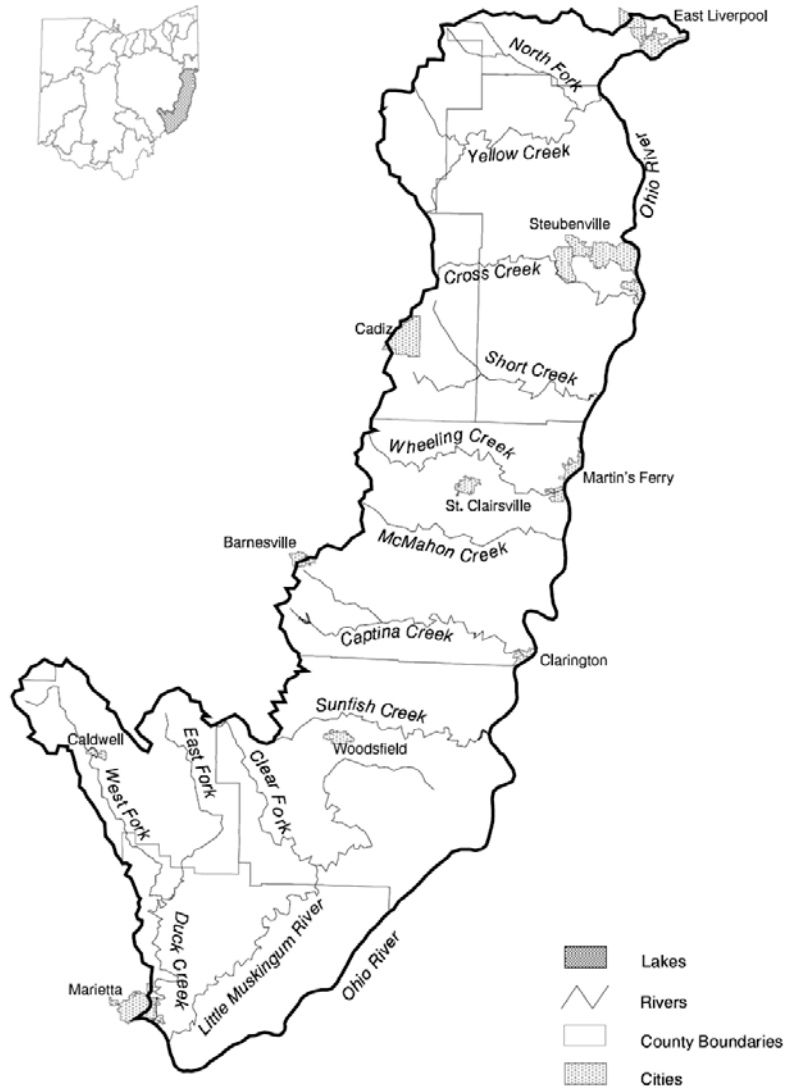 East Liverpool
North Fork
Yellow Creek
Ohio River
Steubenville
Cross Creek
Cadiz
Short Creek
Wheeling Creek
Martin's Ferry
St. Clairsville
Barnesville
McMahon Creek
Captina Creek
Clarington
Sunfish Creek
Caldwell
East Fork
Clear Fork
Woodsfield
West Fork
Duck Creek
Little Muskingum River
Ohio River
Marietta
Lakes
Rivers
County Boundaries
Cities